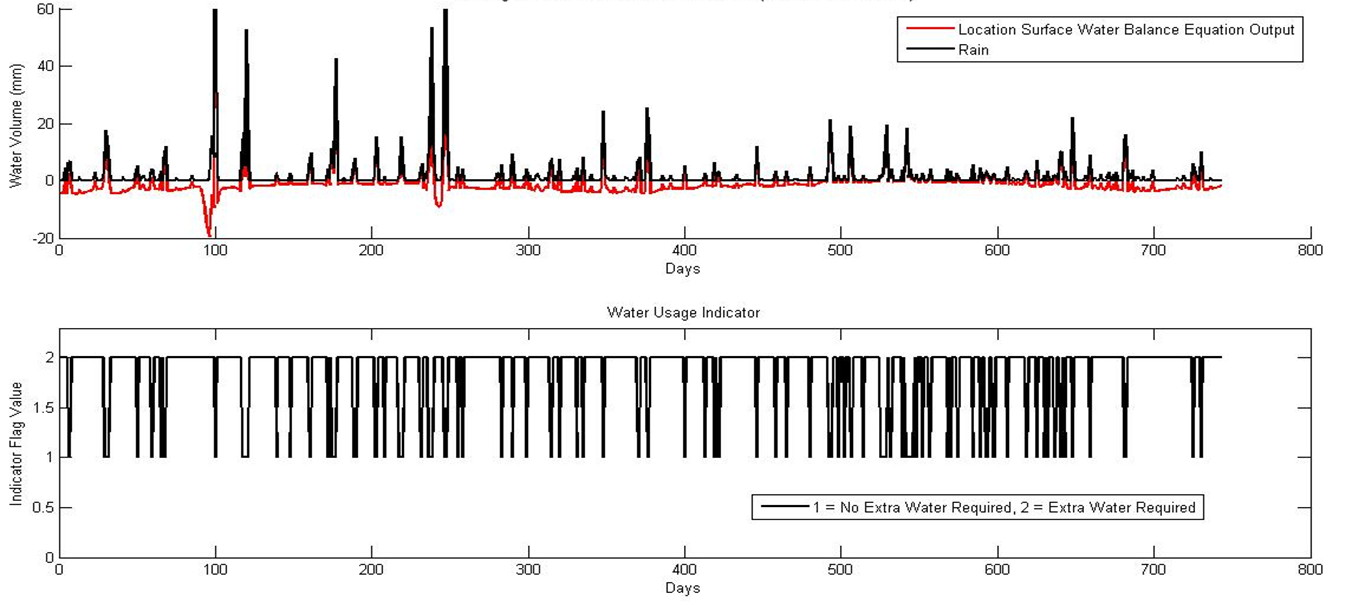 60
40
20
0
-20
Water Volume (mm)
Location Surface Water Balance Equation Output
Rain
0 100 200 300 400 500 600 700 800
Days
Water Usage Indicator
2
1.5
1
0.5
0
Indicator Flag Value
1 = No Extra Water Required, 2 = Extra Water Required
0 100 200 300 400 500 600 700 800
Days